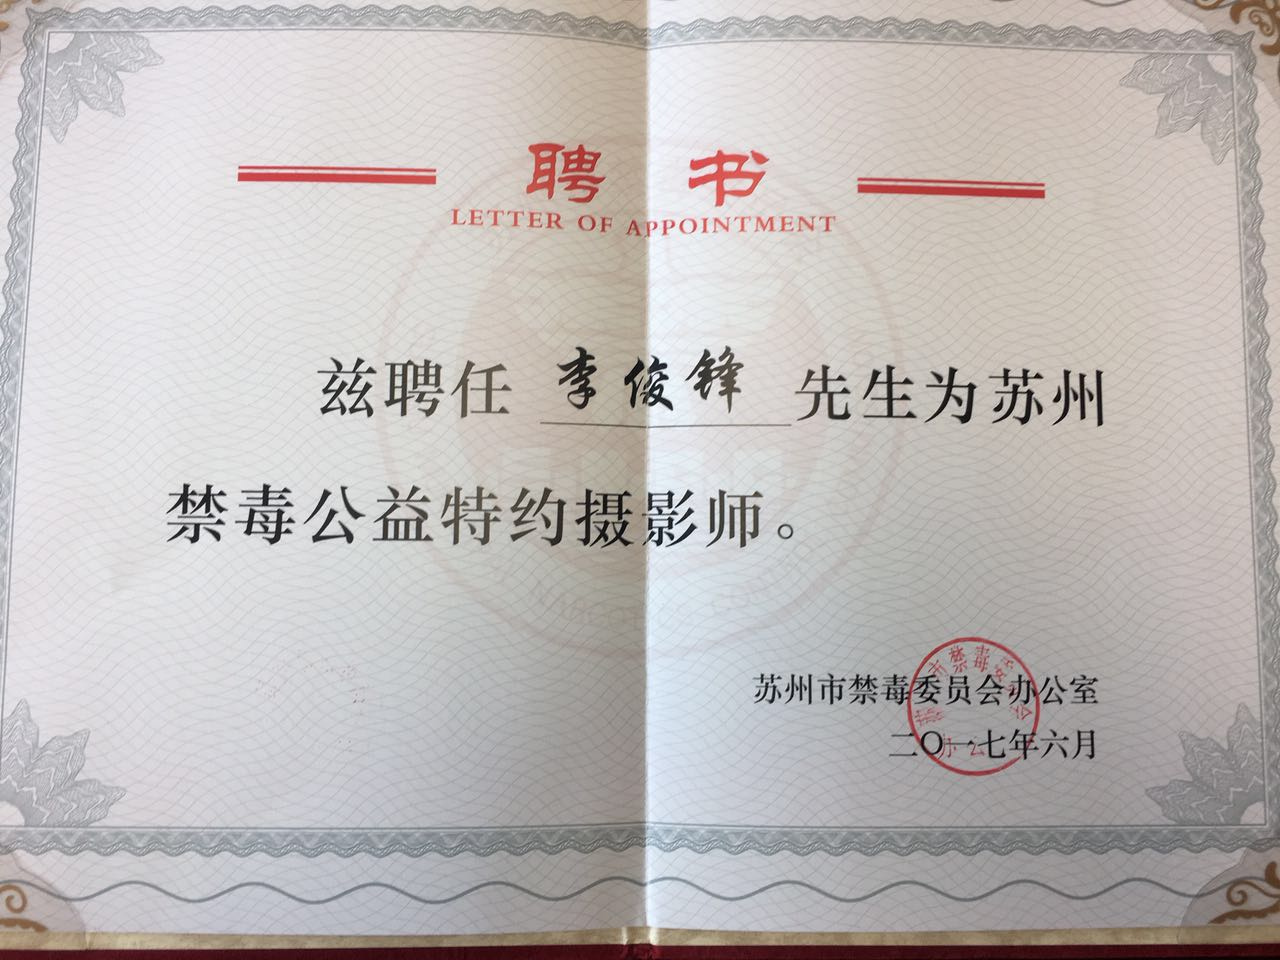 聘书
LETTER OF APPOINTMENT
兹聘任 李俊锋 先生为苏州
禁毒公益特约摄影师。
苏州市禁毒委员会办公室
二〇一七年六月